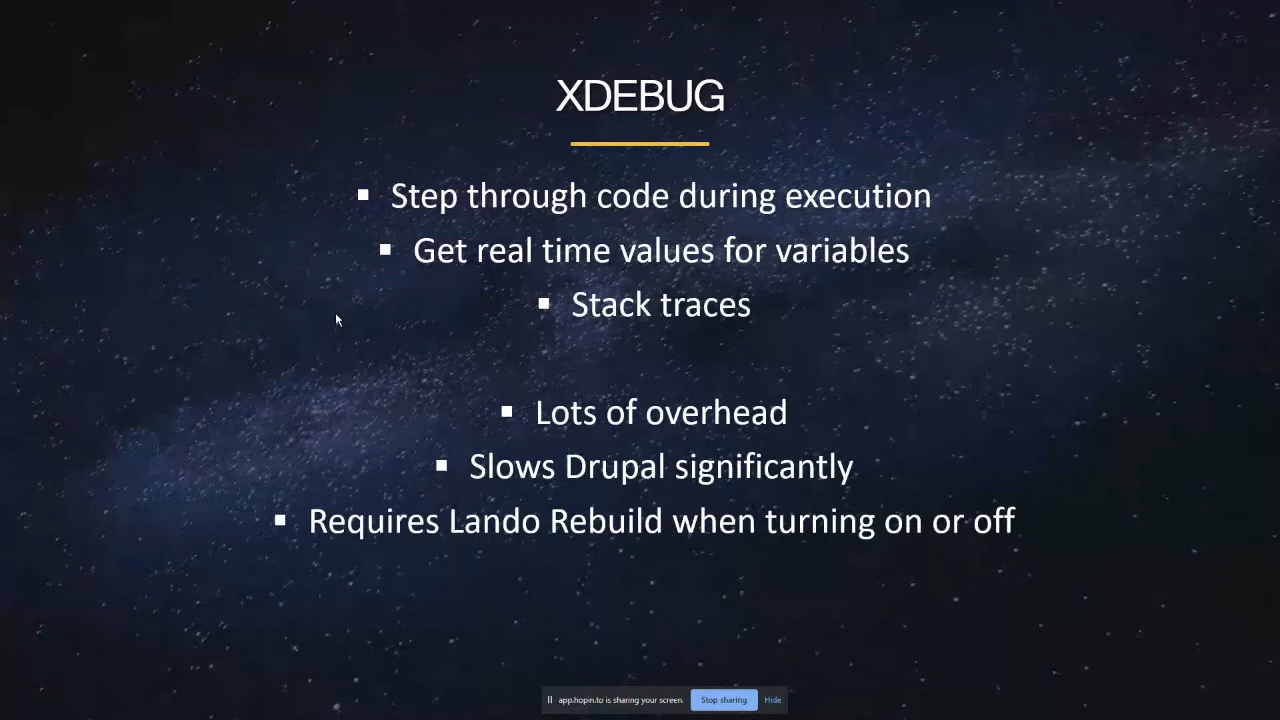 XDEBUG
▪ Step through code during execution
▪ Get real time values for variables
▪ Stack traces
▪ Lots of overhead
▪ Slows Drupal significantly
▪ Requires Lando Rebuild when turning on or off
app.hopin.to is sharing your screen. Stop sharing Hide